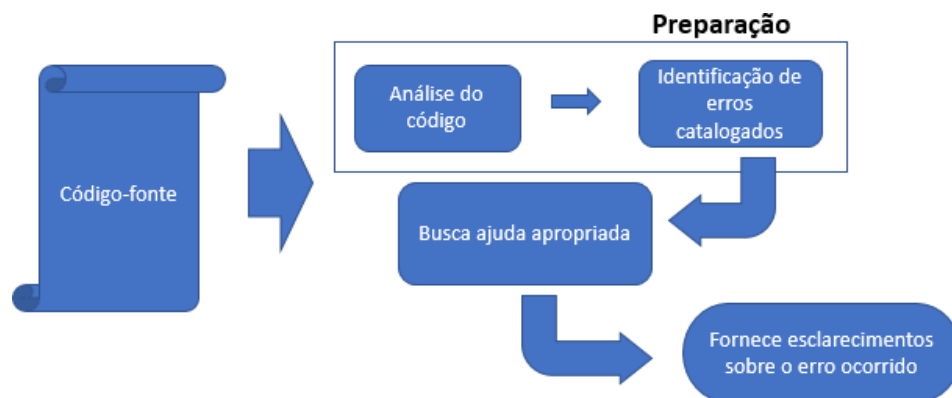 Preparação
Código-fonte
Análise do
código
Identificação de
erros
catalogados
Busca ajuda apropriada
Fornece esclarecimentos
sobre o erro ocorrido